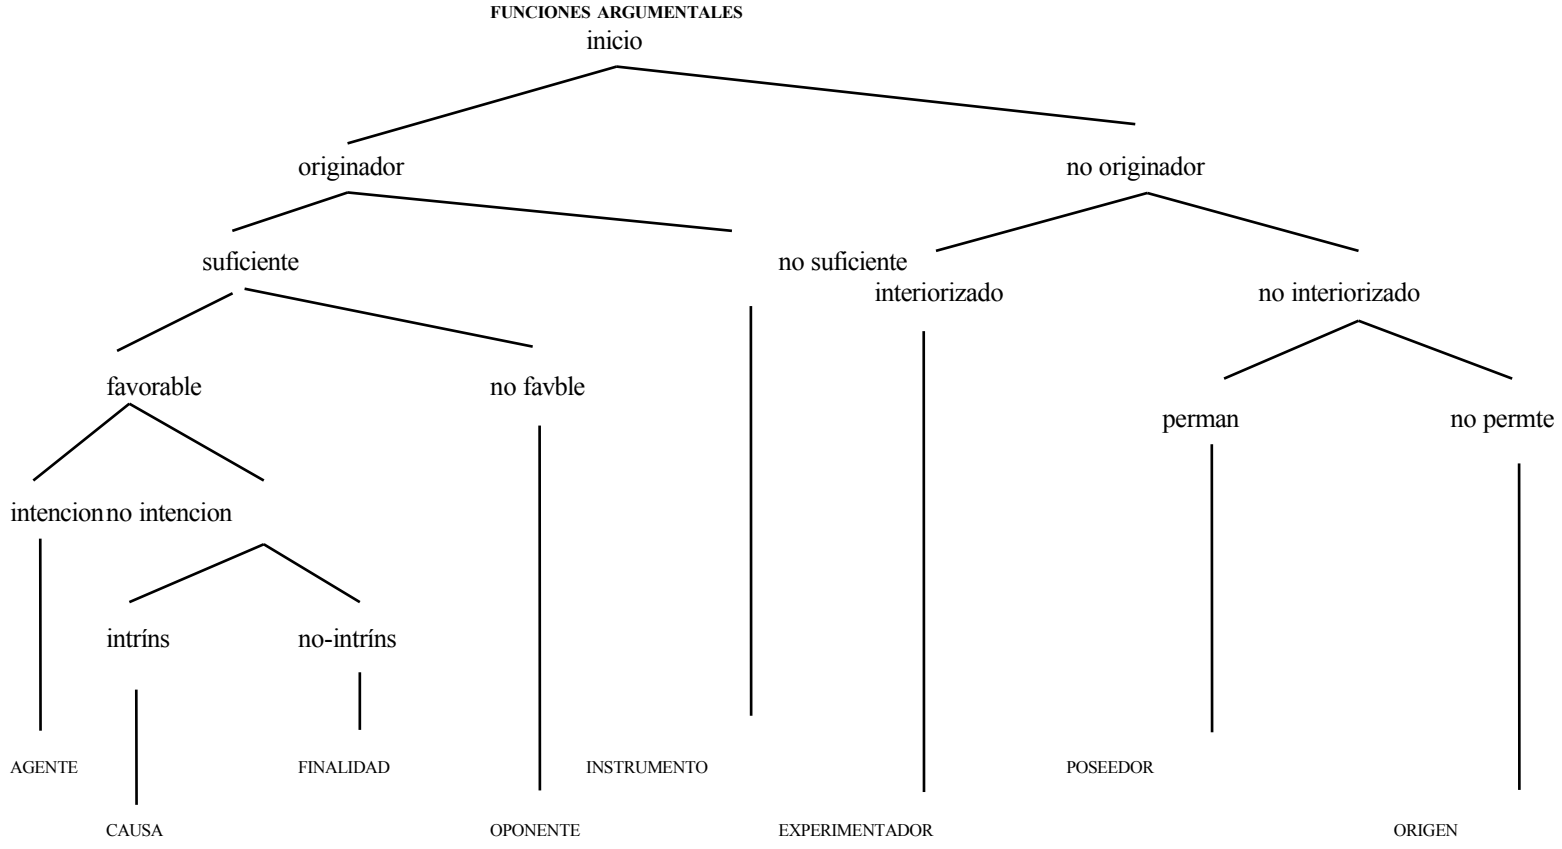 FUNCIONES ARGUMENTALES
inicio
originador no originador
suficiente no suficiente
interiorizado no interiorizado
favorable no favble
perman no permte
intencion no intencion
intríns no-intríns
AGENTE FINALIDAD INSTRUMENTO POSEEDOR
CAUSA OPONENTE EXPERIMENTADOR ORIGEN